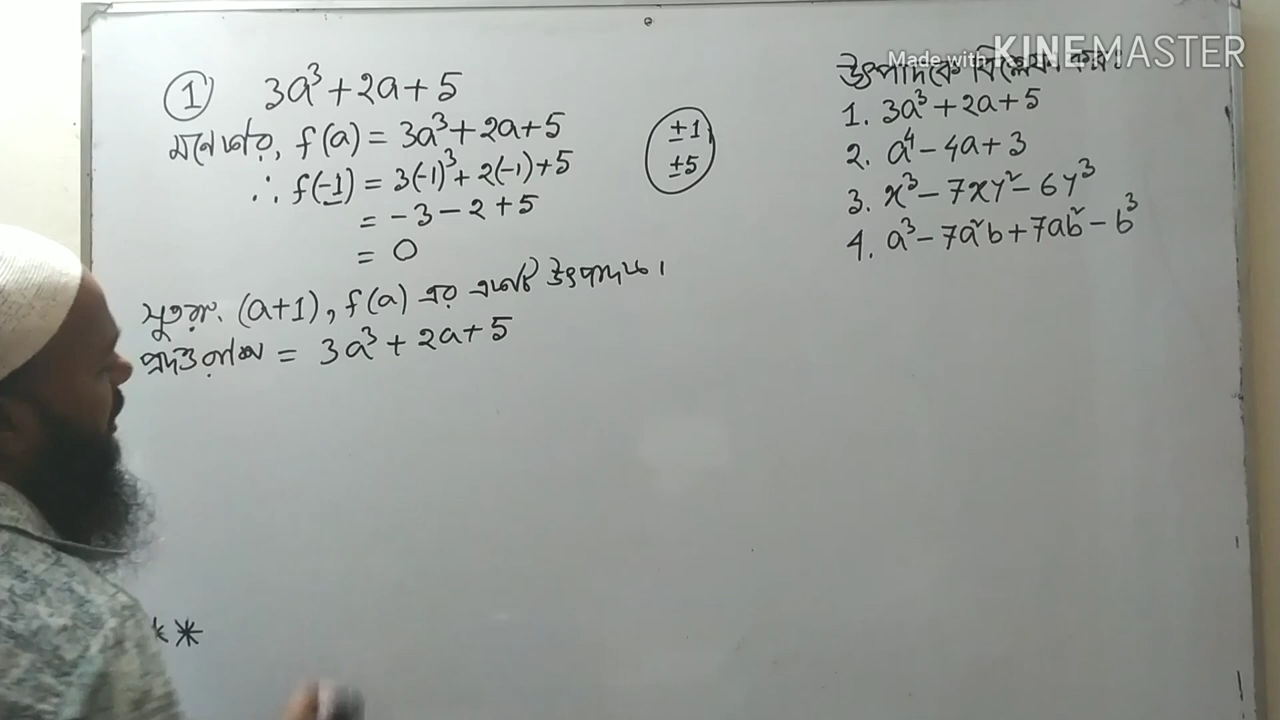 ① 3a³+2a+5
মনে করি, f(a) = 3a³+2a+5
∴ f(-1) = 3(-1)³+2(-1)+5
= -3-2+5
= 0
সুতরাং (a+1), f(a) এর একটি উৎপাদক।
প্রদত্ত রাশি = 3a³+2a+5
±1
±5
Made with KINEMASTER
উৎপাদকে বিশ্লেষণ কর:
1. 3a³+2a+5
2. a⁴-4a+3
3. x³-7xy²-6y³
4. a³-7a²b+7ab²-b³
**